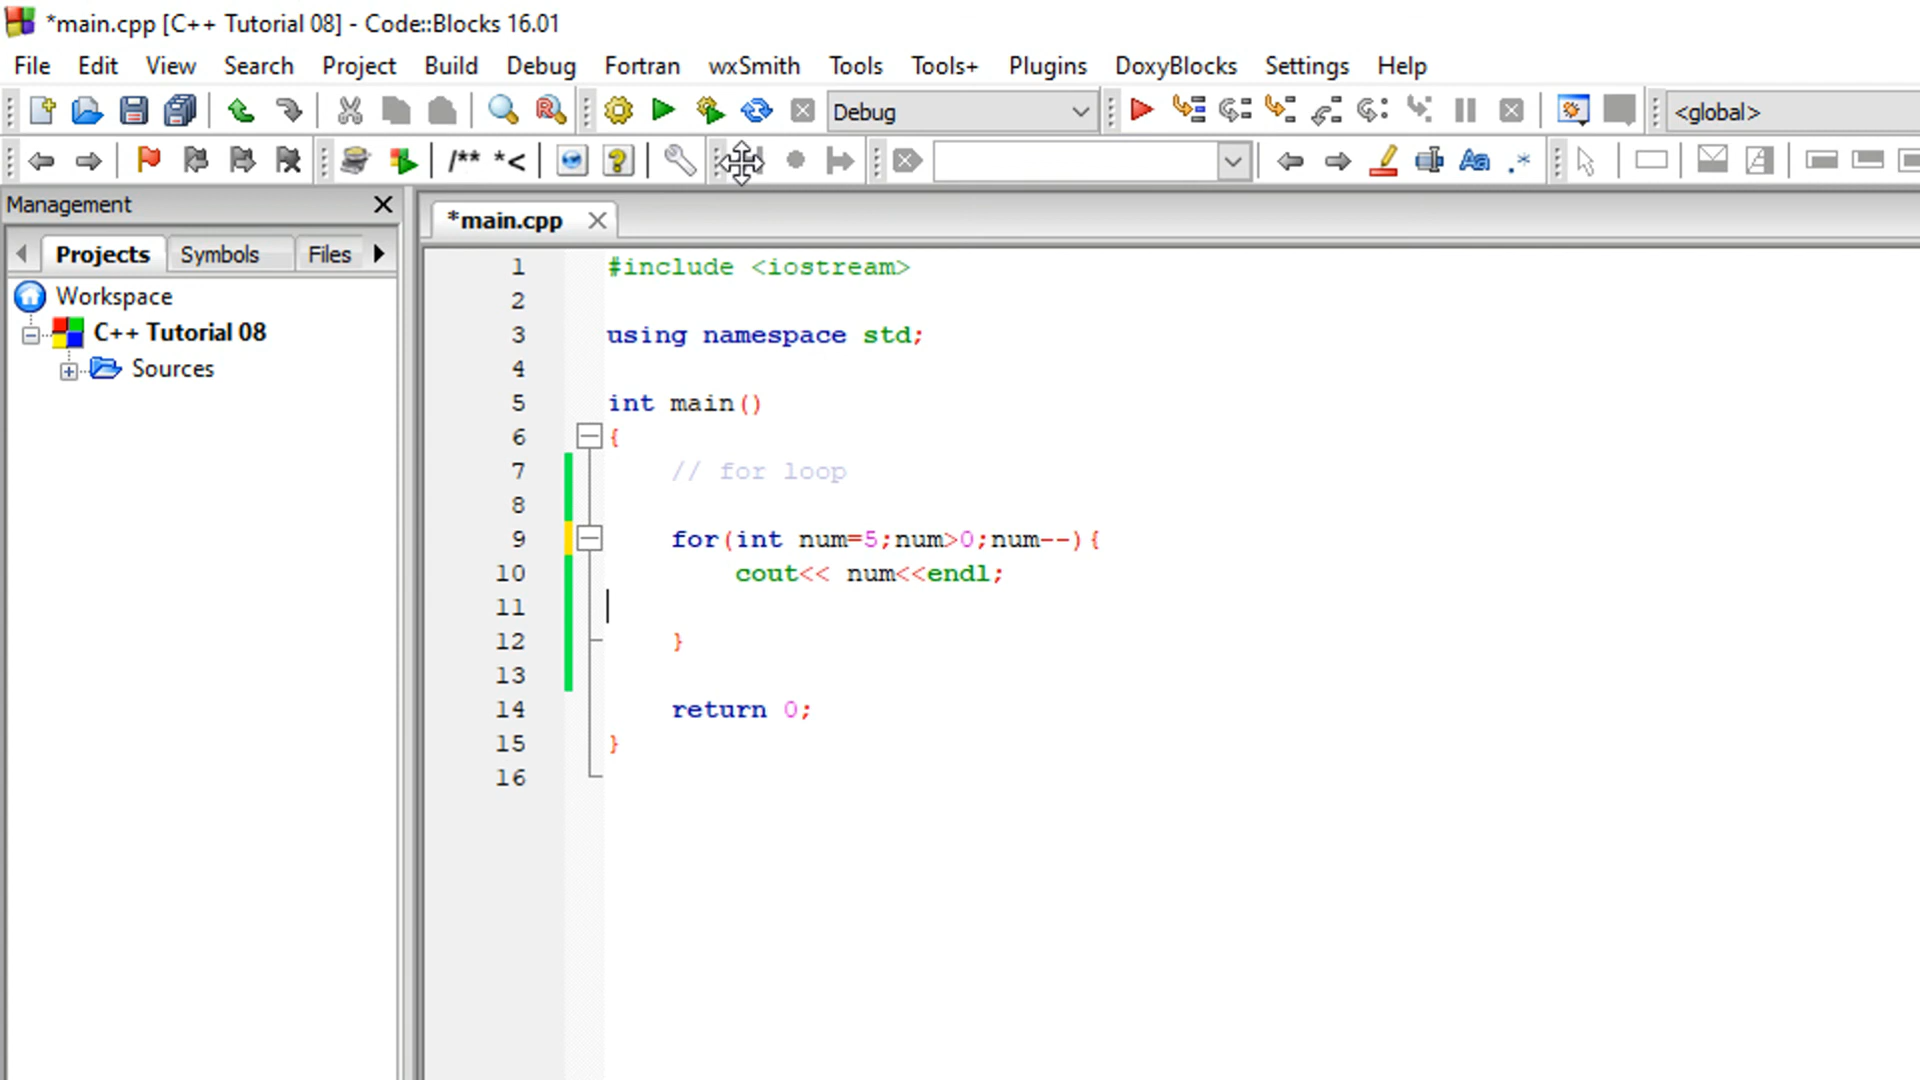 *main.cpp [C++ Tutorial 08] - Code::Blocks 16.01
File Edit View Search Project Build Debug Fortran wxSmith Tools Tools+ Plugins DoxyBlocks Settings Help
Debug <global>
/** *<
Management
*main.cpp
Projects Symbols Files
Workspace
C++ Tutorial 08
Sources
1 #include <iostream>
2
3 using namespace std;
4
5 int main()
6 {
7 // for loop
8
9 for(int num=5;num>0;num--){
10 cout<< num<<endl;
11
12 }
13
14 return 0;
15 }
16